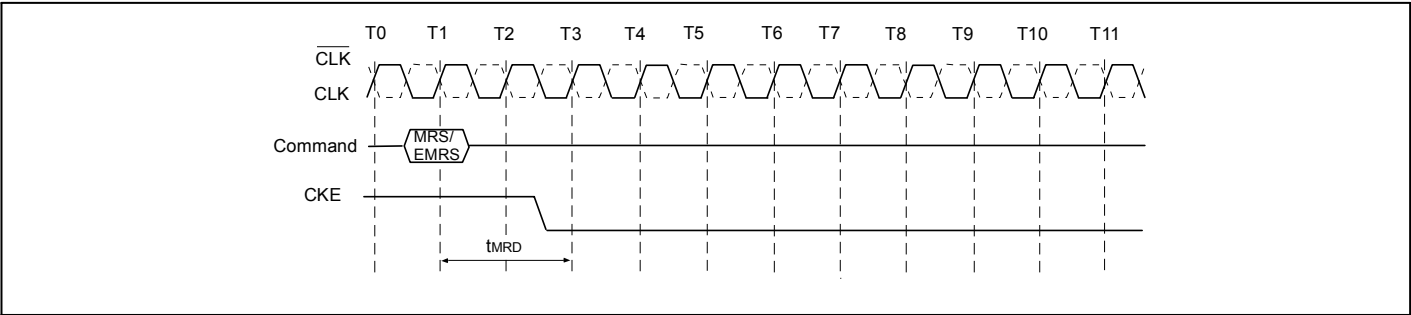 T0 T1 T2 T3 T4 T5 T6 T7 T8 T9 T10 T11
CLK
CLK
Command
MRS/
EMRS
CKE
tMRD